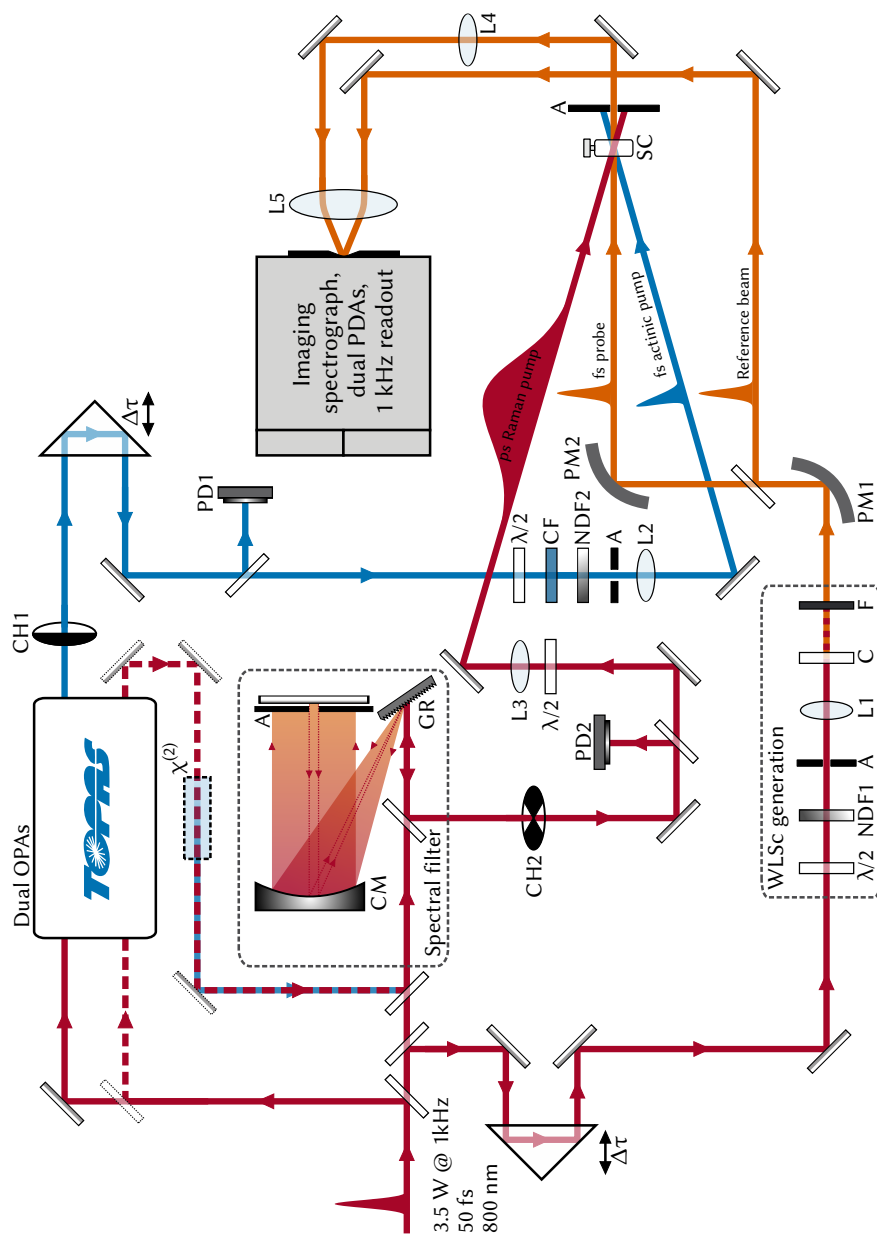 Dual OPAs
TOPAS
CH1
Δτ
PD1
χ(2)
A
GR
CM
Spectral filter
Imaging
spectrograph,
dual PDAs,
1 kHz readout
L5
L4
A
SC
ps Raman pump
fs probe
fs actinic pump
Reference beam
PM2
PM1
λ/2
CF
NDF2
A
L2
L3
λ/2
PD2
CH2
3.5 W @ 1kHz
50 fs
800 nm
Δτ
WLSc generation
λ/2
NDF1
A
L1
C
F